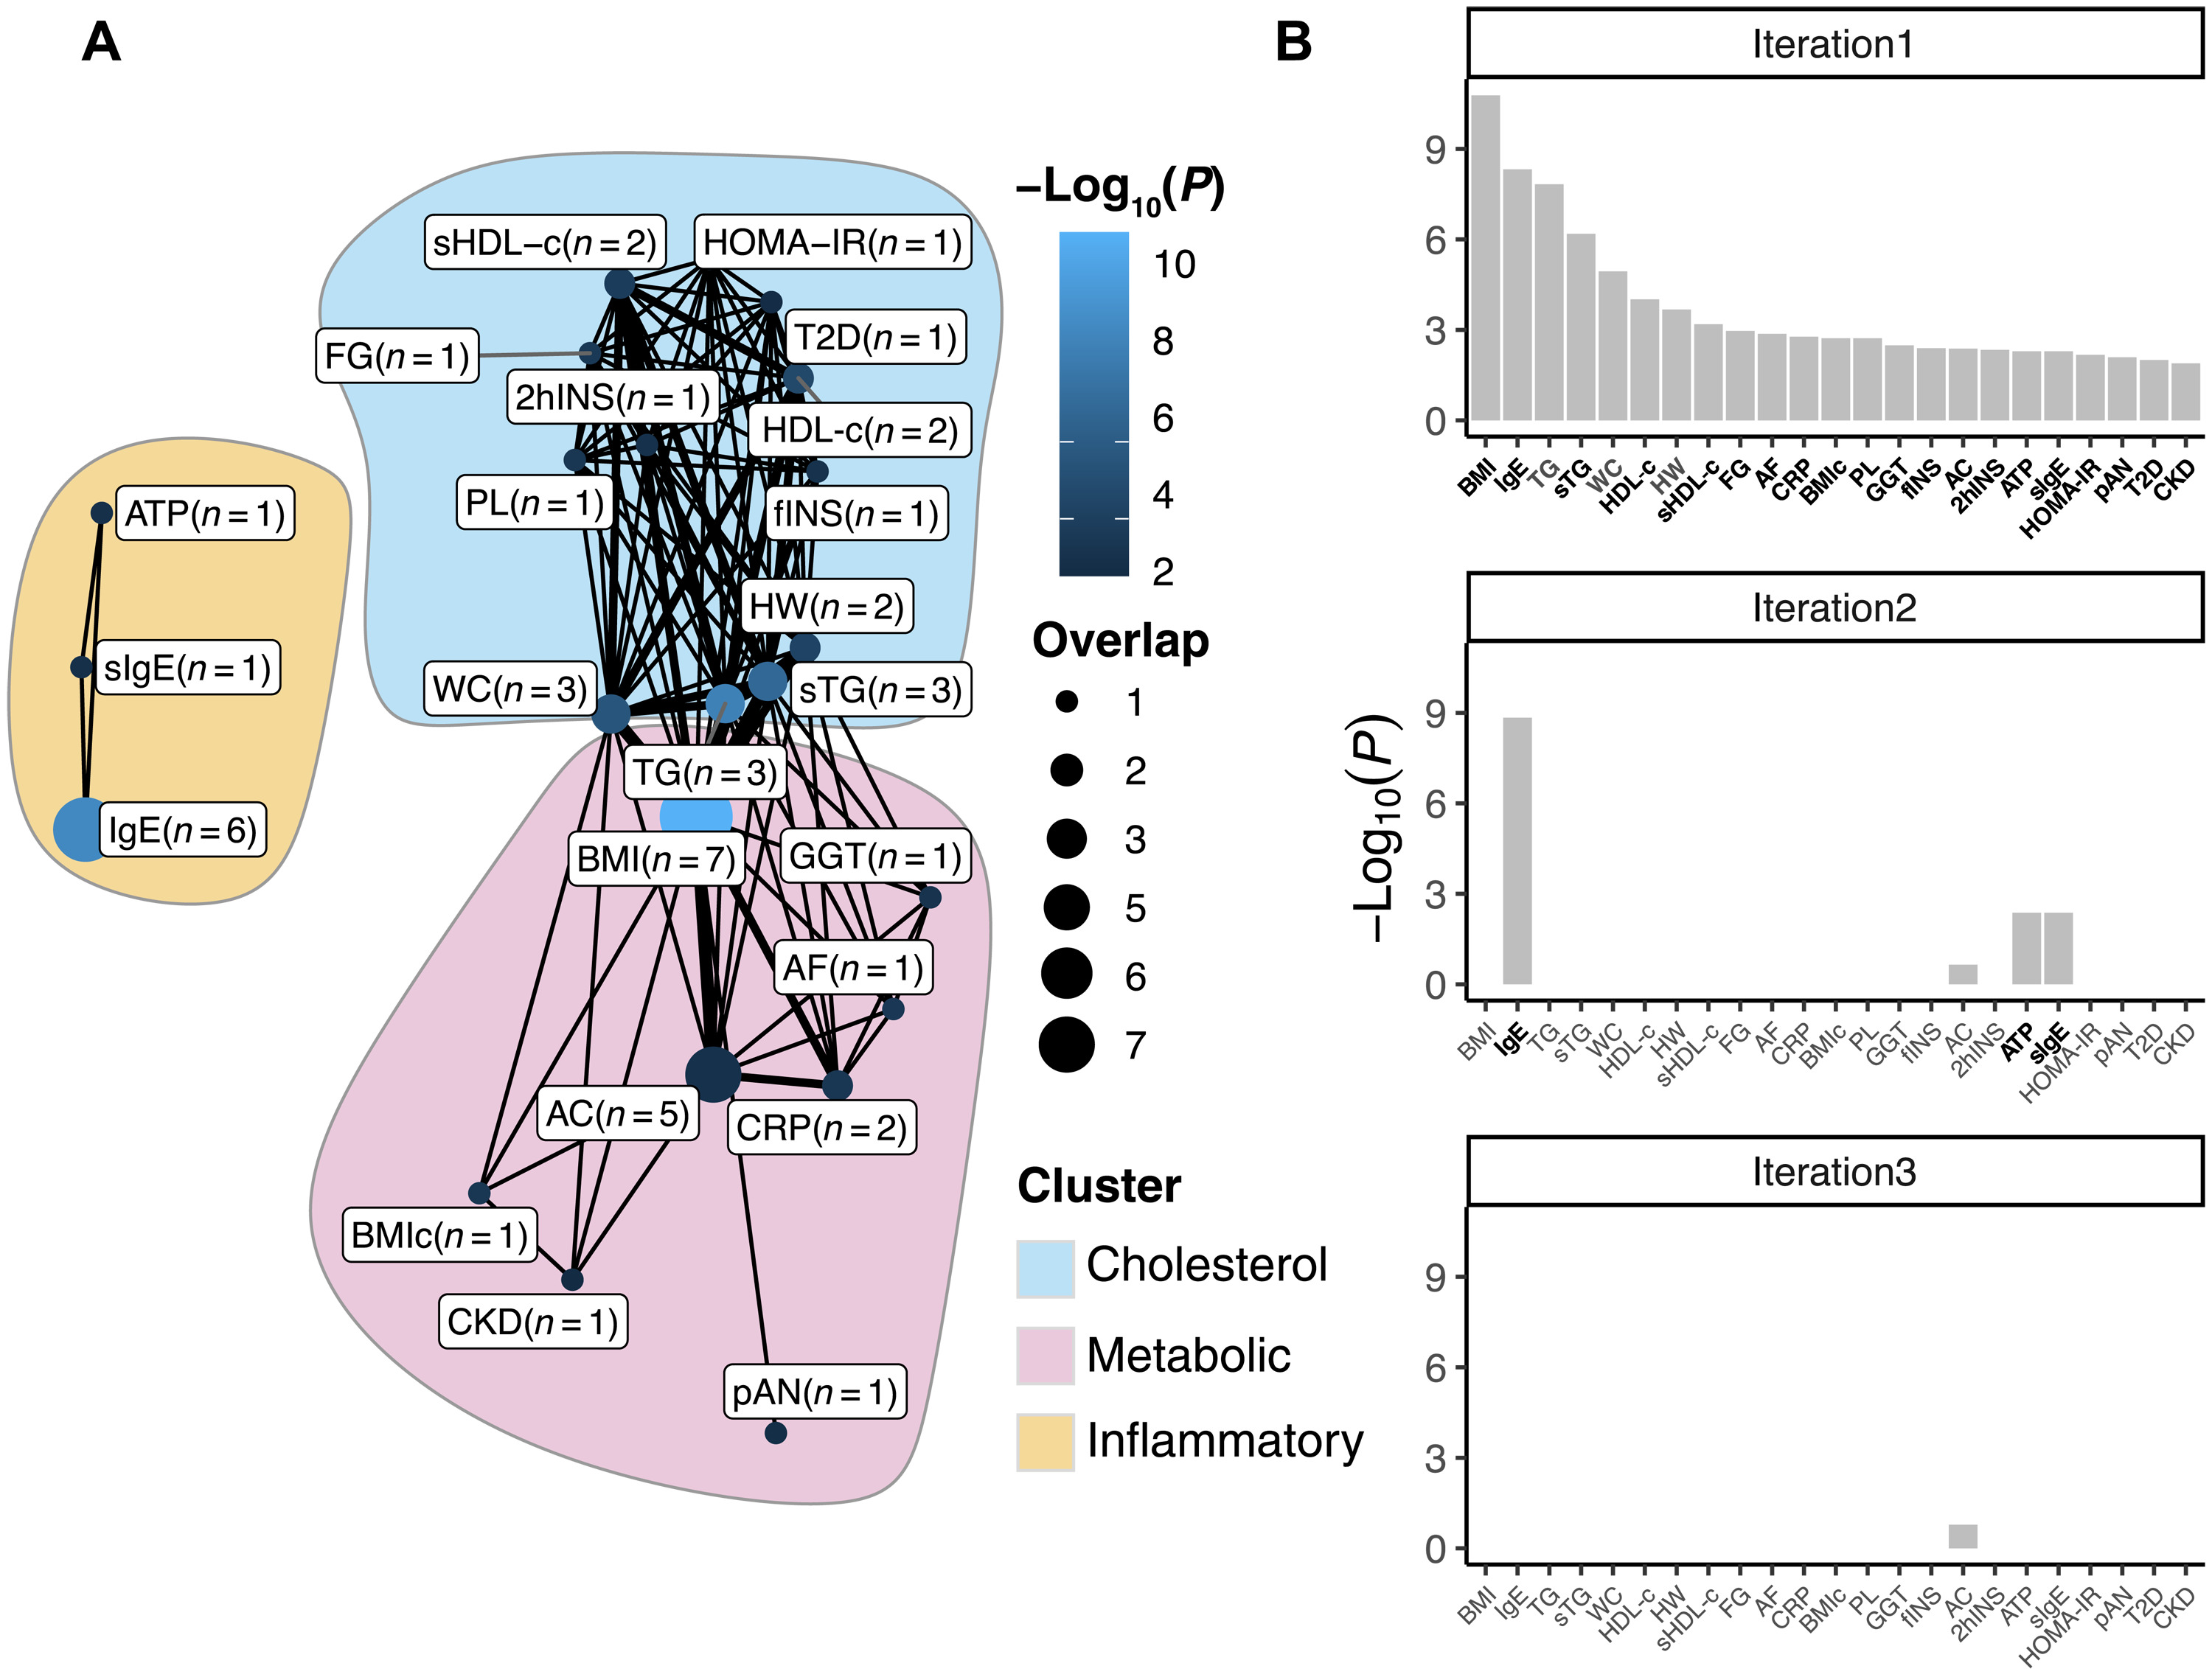 A
sHDL−c(n = 2)
HOMA−IR(n = 1)
T2D(n = 1)
FG(n = 1)
2hINS(n = 1)
HDL-c(n = 2)
PL(n = 1)
fINS(n = 1)
ATP(n = 1)
HW(n = 2)
sIgE(n = 1)
WC(n = 3)
sTG(n = 3)
TG(n = 3)
IgE(n = 6)
BMI(n = 7)
GGT(n = 1)
AF(n = 1)
AC(n = 5)
CRP(n = 2)
BMIc(n = 1)
CKD(n = 1)
pAN(n = 1)
−Log10(P)
10
8
6
4
2
Overlap
1
2
3
5
6
7
Cluster
Cholesterol
Metabolic
Inflammatory
B
−Log10(P)
Iteration1
9
6
3
0
BMI IgE TG sTG WC HDL-c HW sHDL-c FG AF CRP BMIc PL GGT fINS AC 2hINS ATP sIgE HOMA-IR pAN T2D CKD
Iteration2
9
6
3
0
BMI IgE TG sTG WC HDL-c HW sHDL-c FG AF CRP BMIc PL GGT fINS AC 2hINS ATP sIgE HOMA-IR pAN T2D CKD
Iteration3
9
6
3
0
BMI IgE TG sTG WC HDL-c HW sHDL-c FG AF CRP BMIc PL GGT fINS AC 2hINS ATP sIgE HOMA-IR pAN T2D CKD